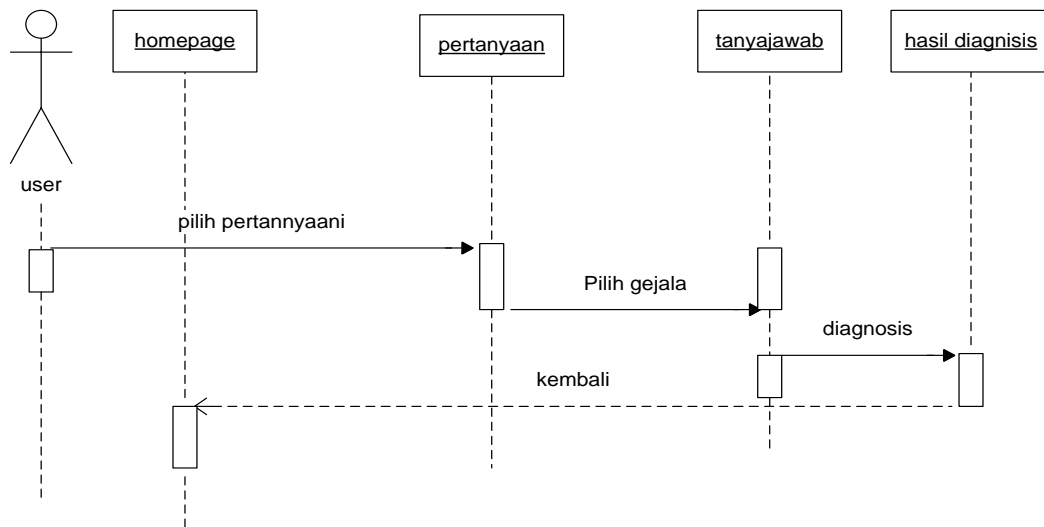 homepage
pertanyaan
tanyajawab
hasil diagnisis
user
pilih pertannyaani
Pilih gejala
diagnosis
kembali